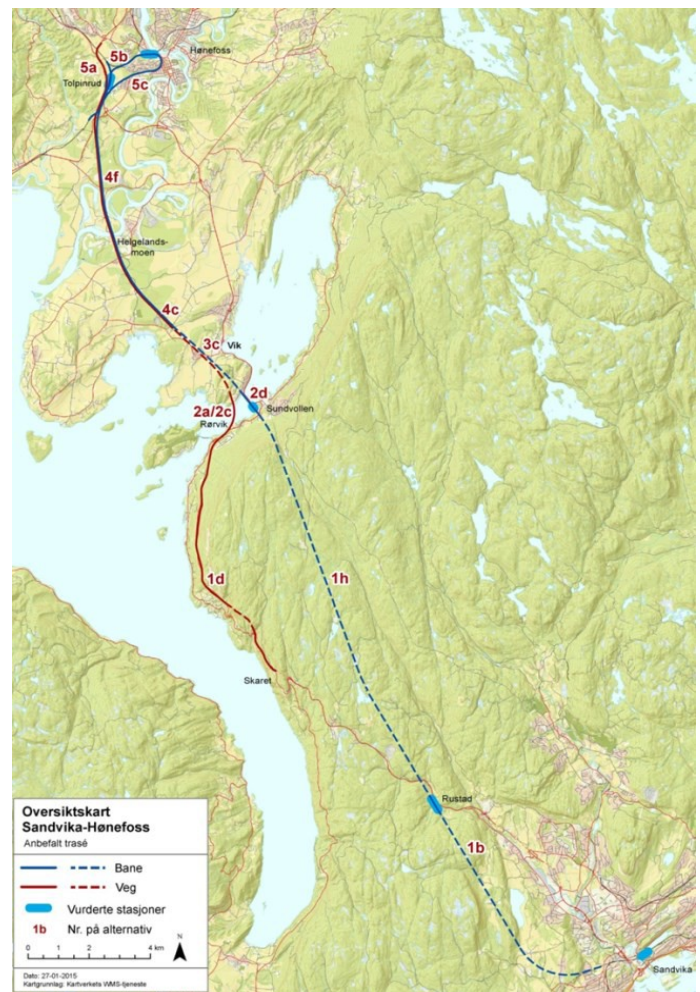 5b
Hønefoss
5a
Tolpinrud
5c
4f
Helgelands-
moen
4c
3c
Vik
2d
2a/2c
Sundvollen
Rørvik
1h
1d
Skaret
Rustad
1b
Sandvika
Oversiktskart
Sandvika-Hønefoss
Anbefalt trasé
Bane
Veg
Vurderte stasjoner
1b Nr. på alternativ
N
0 1 2 4 km
Dato: 27-01-2015
Kartgrunnlag: Kartverkets WMS-tjeneste